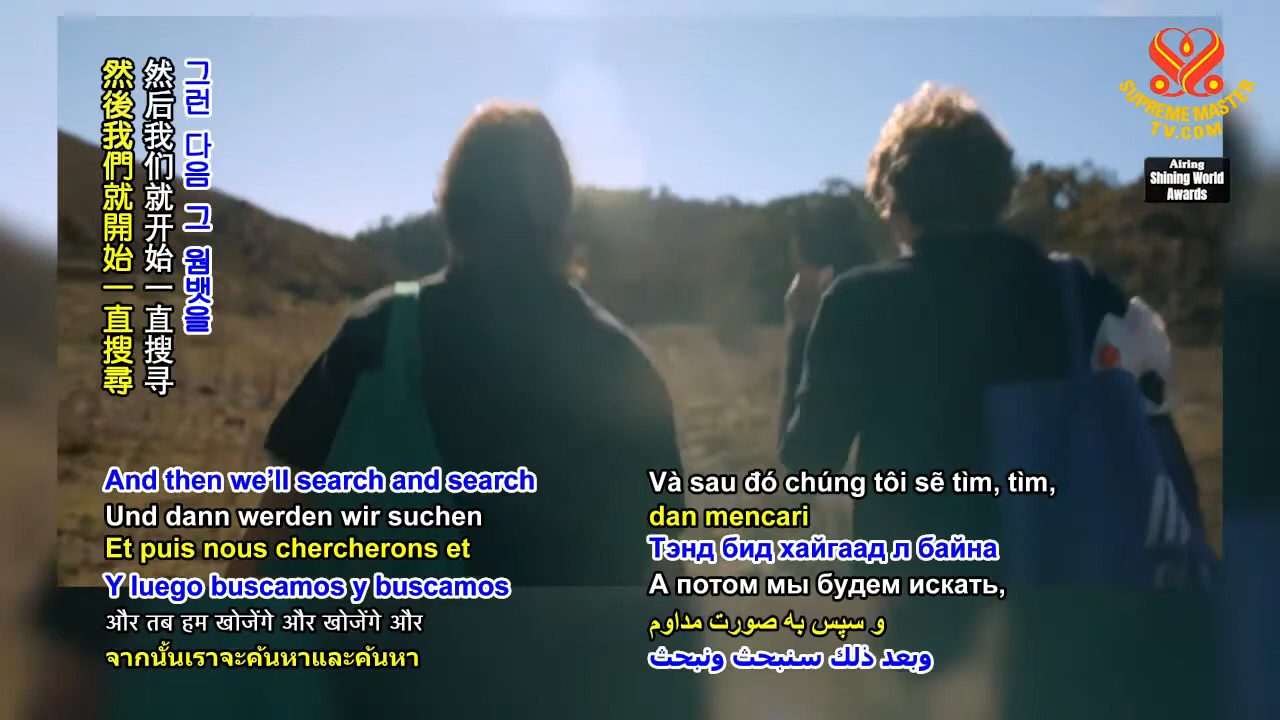 그런 다음 그 웜뱃을
然后我们就开始一直搜寻
然後我們就開始一直搜尋
SUPREME MASTER
TV.COM
Airing
Shining World
Awards
And then we'll search and search
Und dann werden wir suchen
Et puis nous chercherons et
Y luego buscamos y buscamos
और तब हम खोजेंगे और खोजेंगे और
จากนั้นเราจะค้นหาและค้นหา
Và sau đó chúng tôi sẽ tìm, tìm,
dan mencari
Тэнд бид хайгаад л байна
А потом мы будем искать,
و سپس به صورت مداوم
وبعد ذلك سنبحث ونبحث